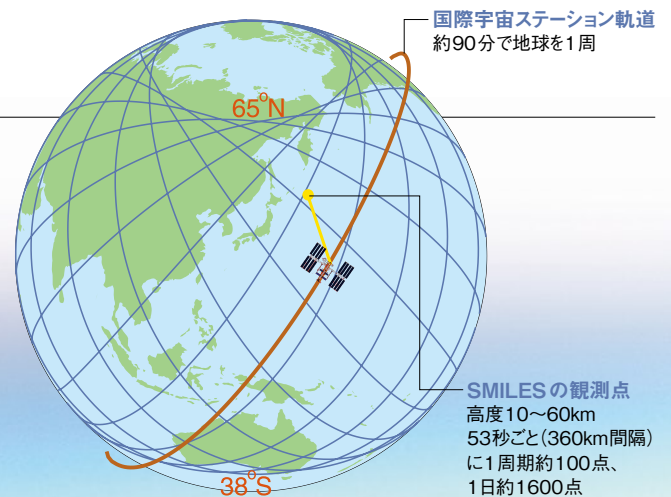 国際宇宙ステーション軌道
約90分で地球を1周
65°N
SMILESの観測点
高度10〜60km
53秒ごと(360km間隔)
に1周期約100点、
1日約1600点
38°S